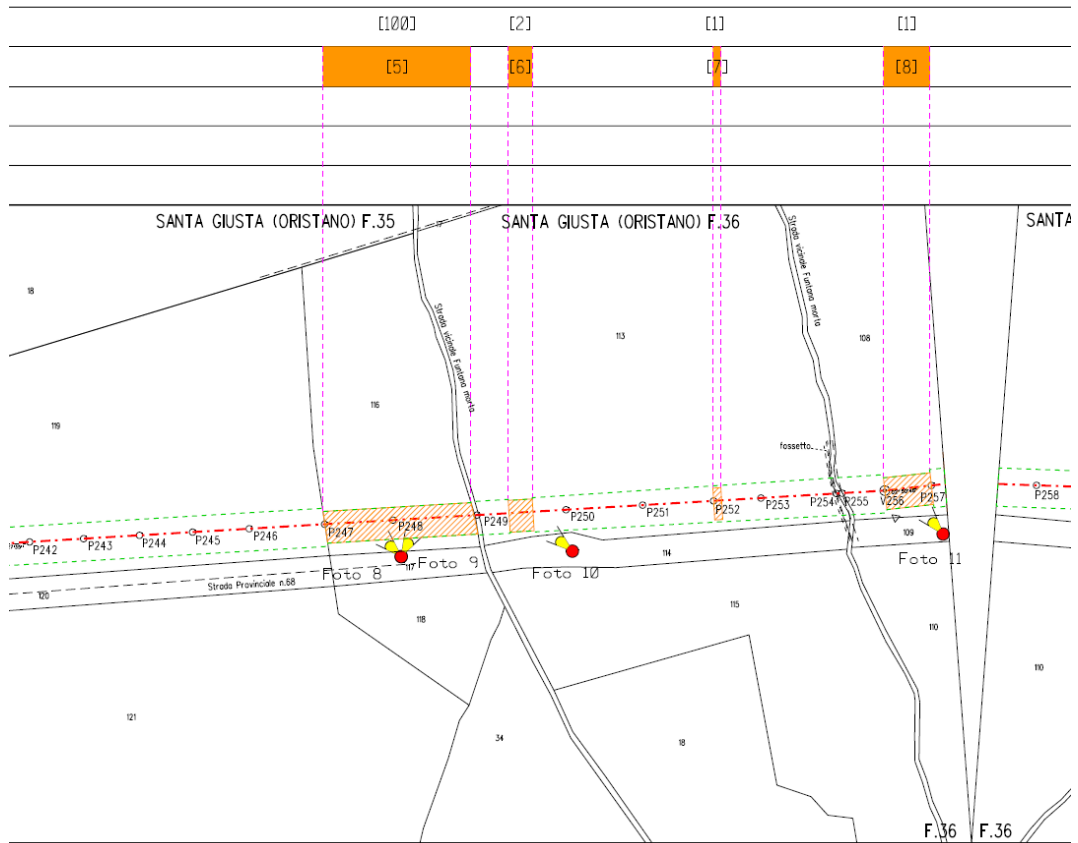 [100] [2] [1] [1]
[5] [6] [7] [8]
SANTA GIUSTA (ORISTANO) F.35
SANTA GIUSTA (ORISTANO) F.36
SANTA
Strada vicinale Funtana morta
Strada vicinale Funtana morta
18
113
108
116
119
fossetto
P242
P243
P244
P245
P246
P247
P248
P249
P250
P251
P252
P253
P254
P255
V256
P257
P258
109
114
117
Foto 8
Foto 9
Foto 10
Foto 11
Strada Provinciale n.68
120
118
115
110
110
121
34
18
F.36
F.36